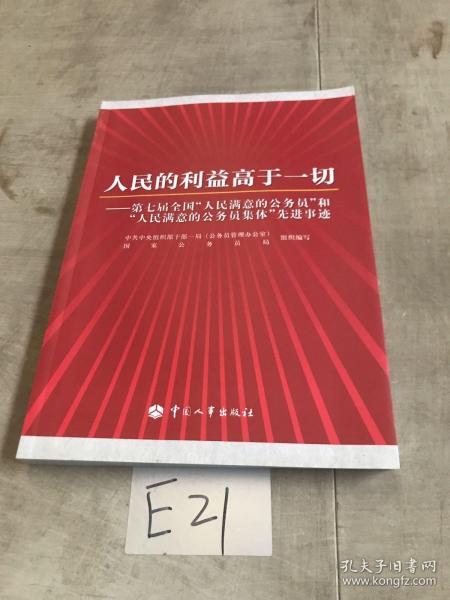 人民的利益高于一切
——第七届全国“人民满意的公务员”和
“人民满意的公务员集体”先进事迹
中共中央组织部干部一局（公务员管理办公室）
国家公务员局 组织编写
中国人事出版社
E21
孔夫子旧书网
www.kongfz.com